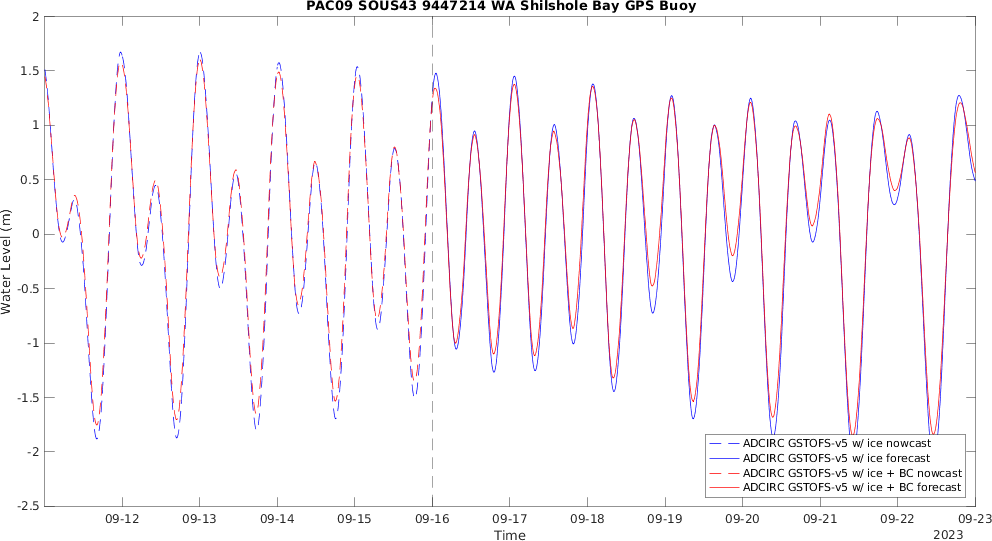 PAC09 SOUS43 9447214 WA Shilshole Bay GPS Buoy
2
1.5
1
0.5
0
-0.5
-1
-1.5
-2
-2.5
Water Level (m)
ADCIRC GSTOFS-v5 w/ ice nowcast
ADCIRC GSTOFS-v5 w/ ice forecast
ADCIRC GSTOFS-v5 w/ ice + BC nowcast
ADCIRC GSTOFS-v5 w/ ice + BC forecast
09-12 09-13 09-14 09-15 09-16 09-17 09-18 09-19 09-20 09-21 09-22 09-23
Time
2023